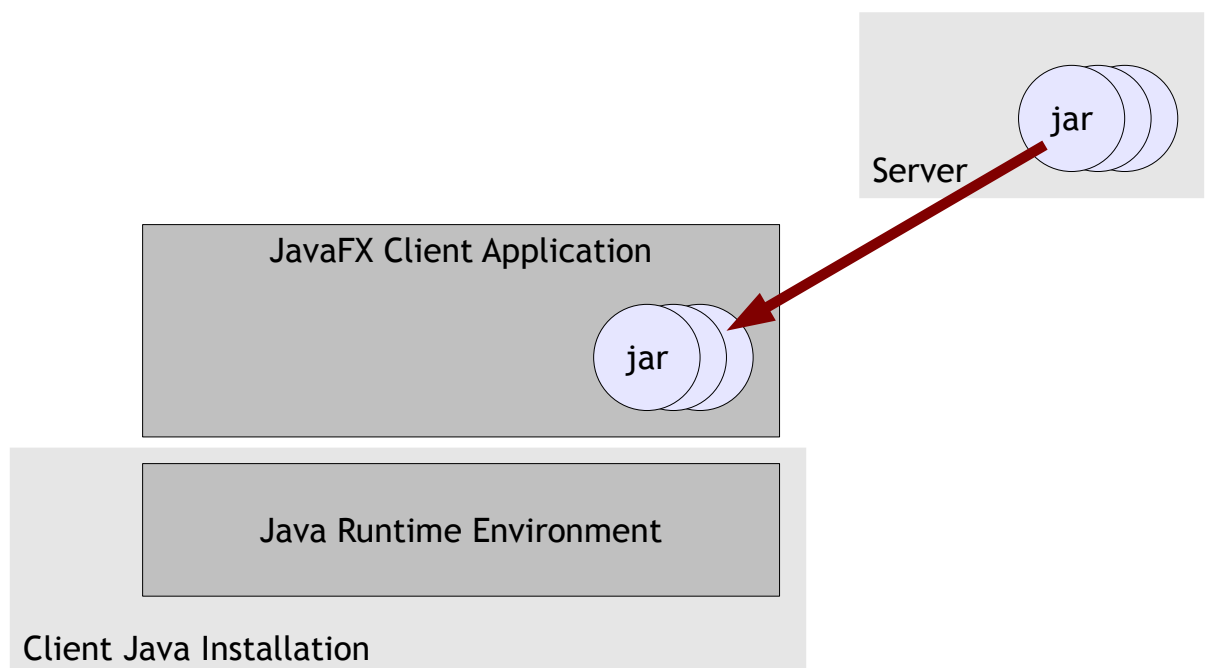 jar
Server
JavaFX Client Application
jar
Java Runtime Environment
Client Java Installation